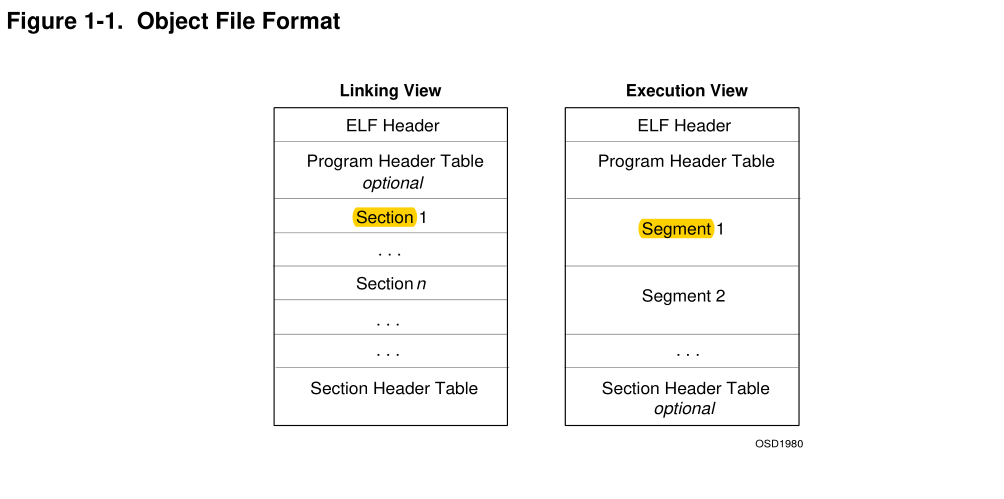 Figure 1-1. Object File Format
Linking View
ELF Header
Program Header Table
optional
Section 1
. . .
Section n
. . .
. . .
Section Header Table
Execution View
ELF Header
Program Header Table
Segment 1
Segment 2
. . .
Section Header Table
optional
OSD1980